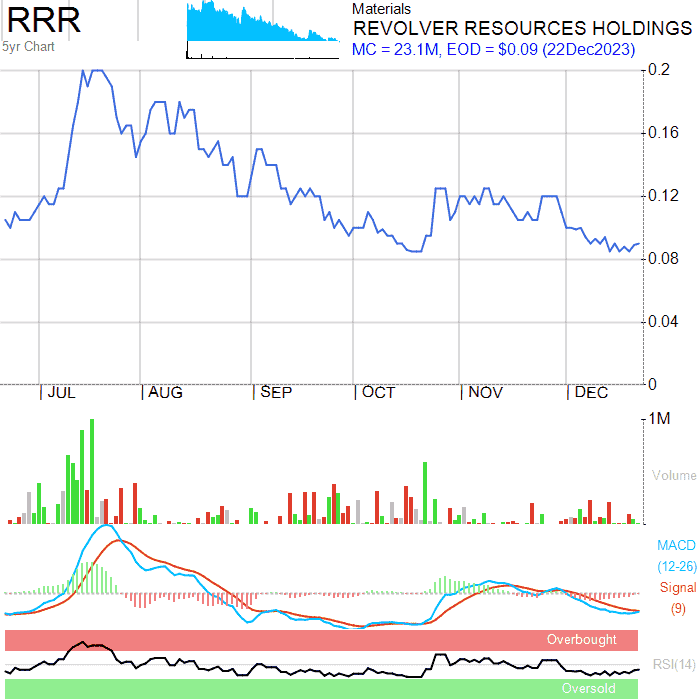 RRR
5yr Chart
Materials
REVOLVER RESOURCES HOLDINGS
MC = 23.1M, EOD = $0.09 (22Dec2023)
0.2
0.16
0.12
0.08
0.04
0
JUL AUG SEP OCT NOV DEC
1M
Volume
MACD
(12-26)
Signal
(9)
Overbought
RSI(14)
Oversold